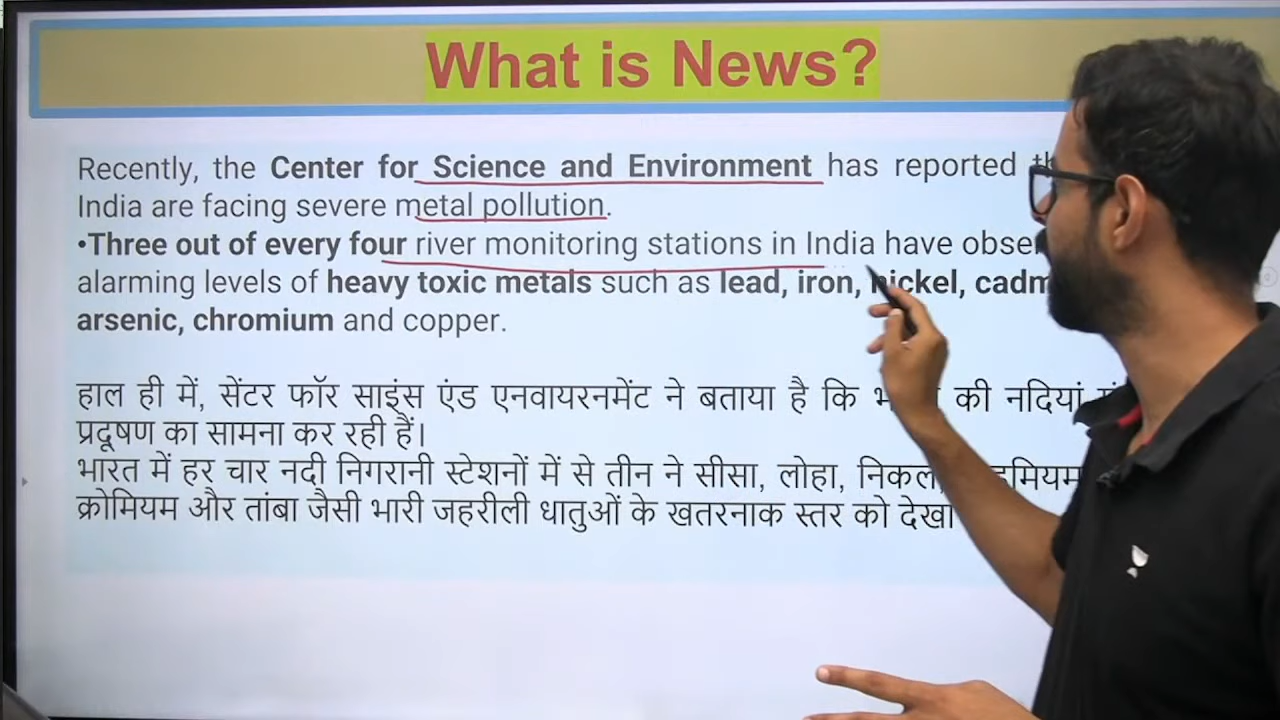 What is News?
Recently, the Center for Science and Environment has reported
India are facing severe metal pollution.
•Three out of every four river monitoring stations in India have
alarming levels of heavy toxic metals such as lead, iron, nickel,
arsenic, chromium and copper.
हाल ही में, सेंटर फॉर साइंस एंड एनवायरनमेंट ने बताया है कि की नदियां
प्रदूषण का सामना कर रही हैं।
भारत में हर चार नदी निगरानी स्टेशनों में से तीन ने सीसा, लोहा, निकल,
क्रोमियम और तांबा जैसी भारी जहरीली धातुओं के खतरनाक स्तर को देखा